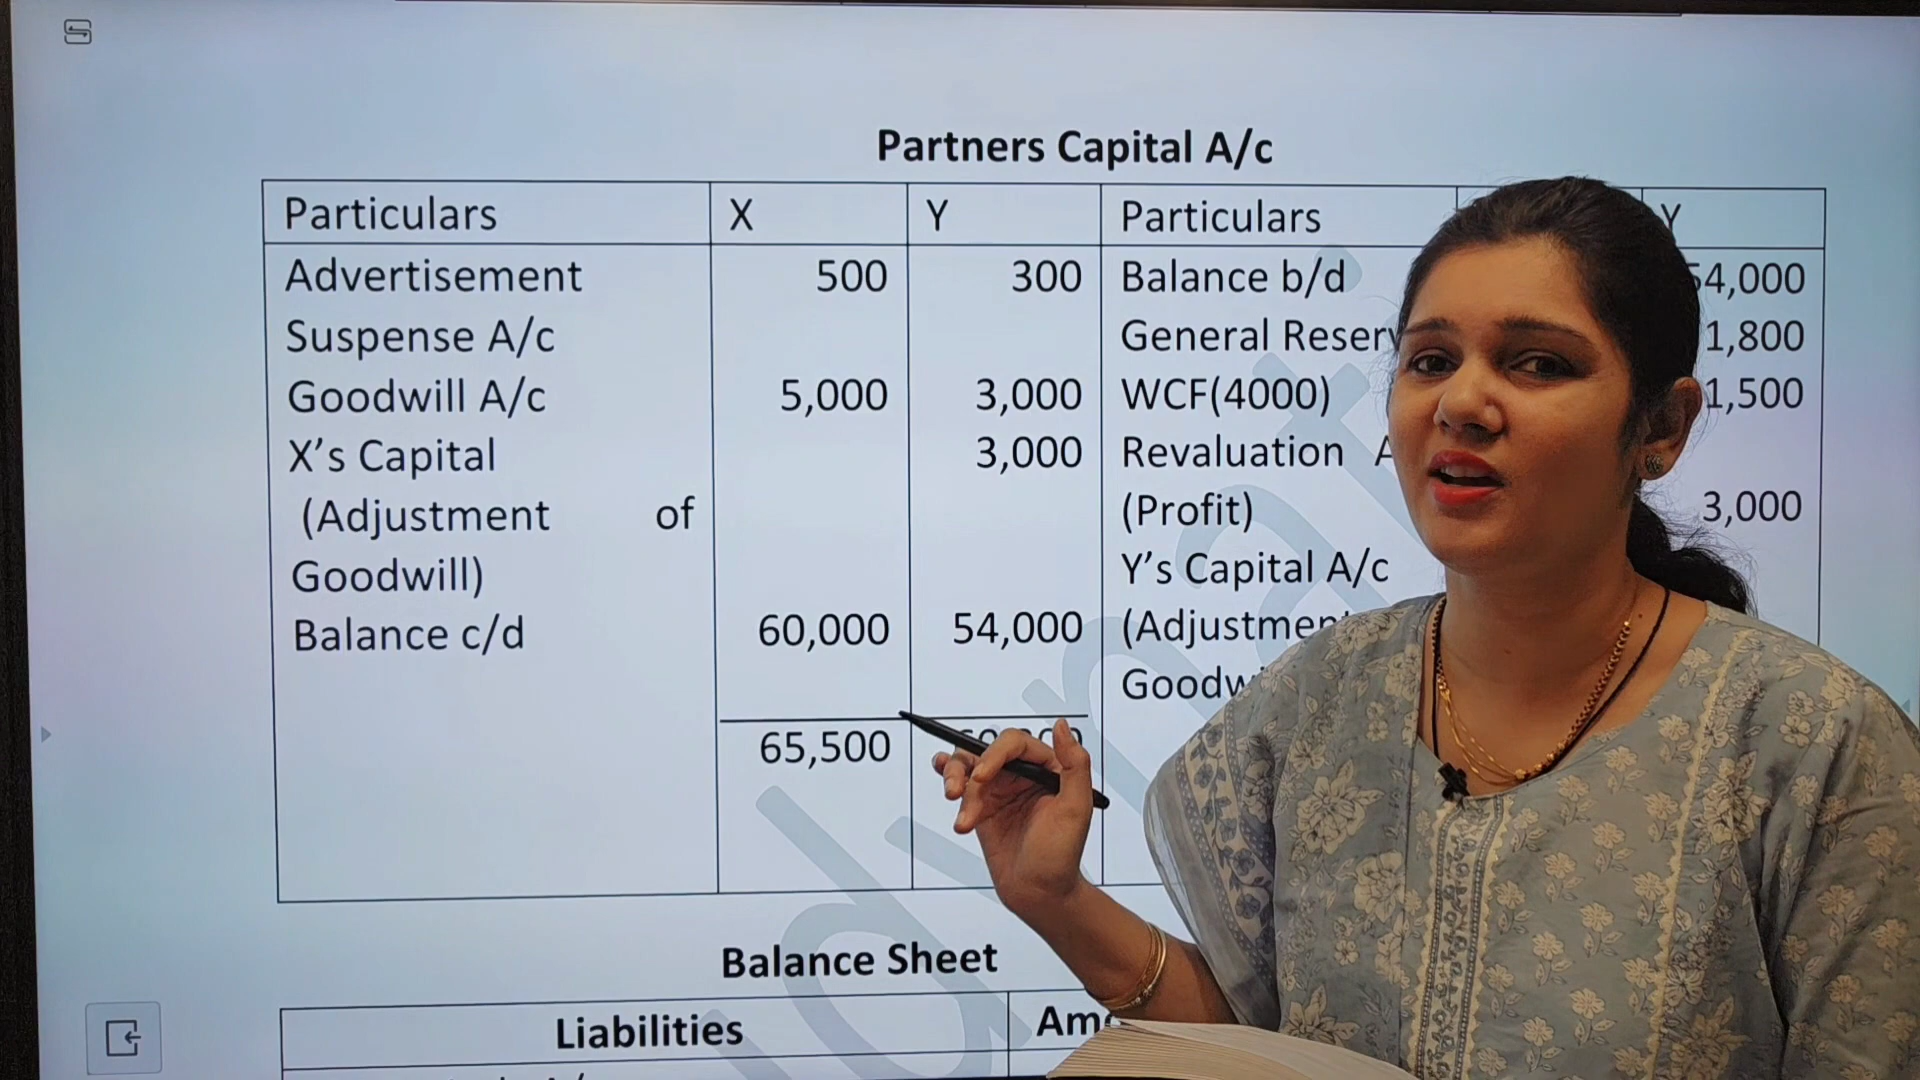 Partners Capital A/c
Particulars X Y Particulars Y
Advertisement 500 300 Balance b/d 54,000
Suspense A/c General 1,800
Goodwill A/c 5,000 3,000 WCF(4000) 1,500
X's Capital 3,000 Revaluation
(Adjustment of (Profit) 3,000
Goodwill) Y's Capital A/c
Balance c/d 60,000 54,000
65,500
Balance Sheet
Liabilities